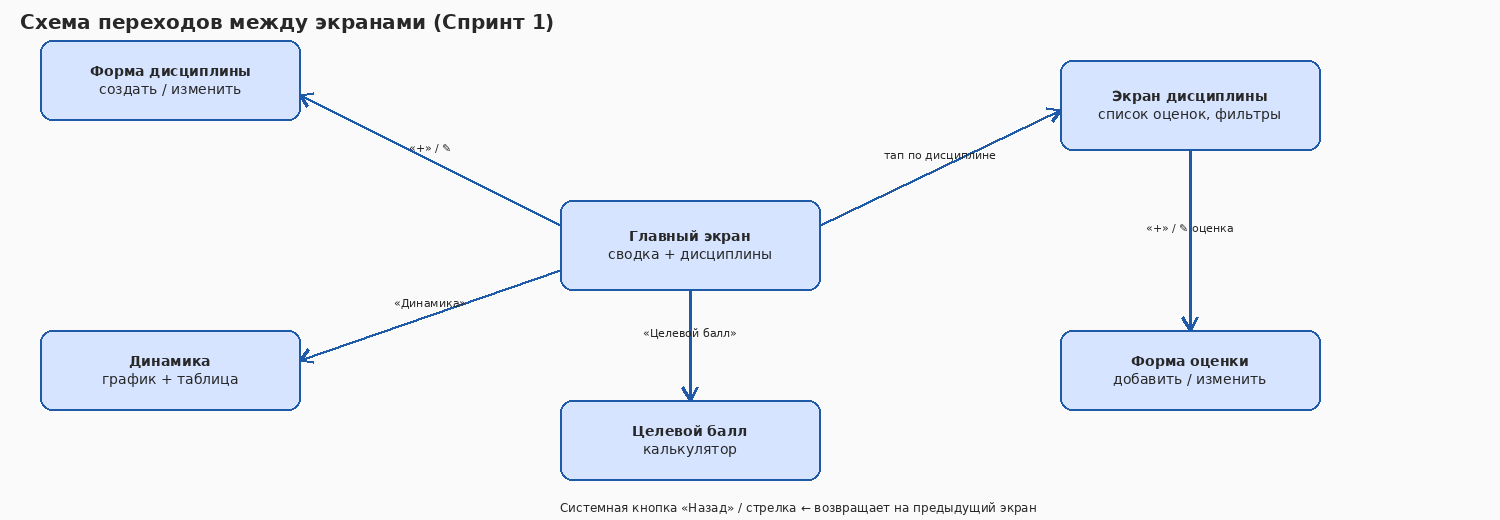 Схема переходов между экранами (Спринт 1)
Форма дисциплины
создать / изменить
Экран дисциплины
список оценок, фильтры
«+» / ✎
тап по дисциплине
Главный экран
сводка + дисциплины
«+» / ✎ оценка
«Динамика»
«Целевой балл»
Динамика
график + таблица
Форма оценки
добавить / изменить
Целевой балл
калькулятор
Системная кнопка «Назад» / стрелка ← возвращает на предыдущий экран